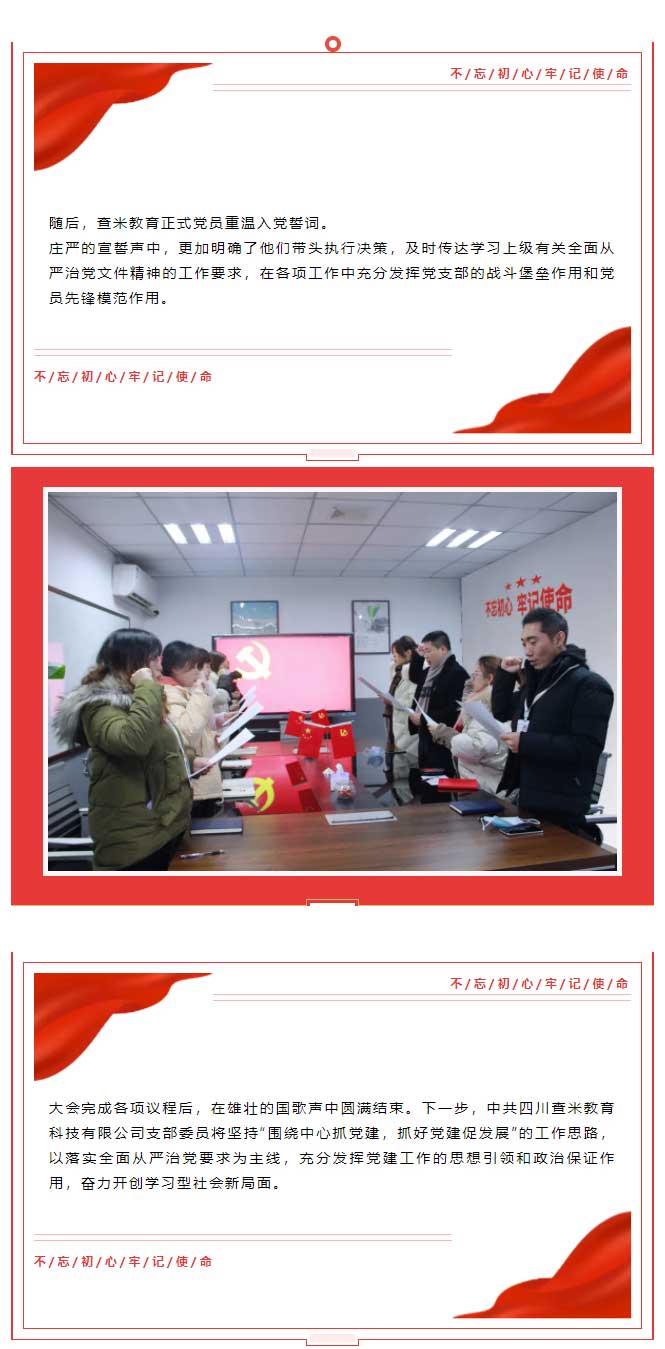 不/忘/初/心/牢/记/使/命
随后，查米教育正式党员重温入党誓词。
庄严的宣誓声中，更加明确了他们带头执行决策，及时传达学习上级有关全面从
严治党文件精神的工作要求，在各项工作中充分发挥党支部的战斗堡垒作用和党
员先锋模范作用。
不/忘/初/心/牢/记/使/命
不忘初心 牢记使命
不/忘/初/心/牢/记/使/命
大会完成各项议程后，在雄壮的国歌声中圆满结束。下一步，中共四川查米教育
科技有限公司支部委员将坚持“围绕中心抓党建，抓好党建促发展”的工作思路，
以落实全面从严治党要求为主线，充分发挥党建工作的思想引领和政治保证作
用，奋力开创学习型社会新局面。
不/忘/初/心/牢/记/使/命